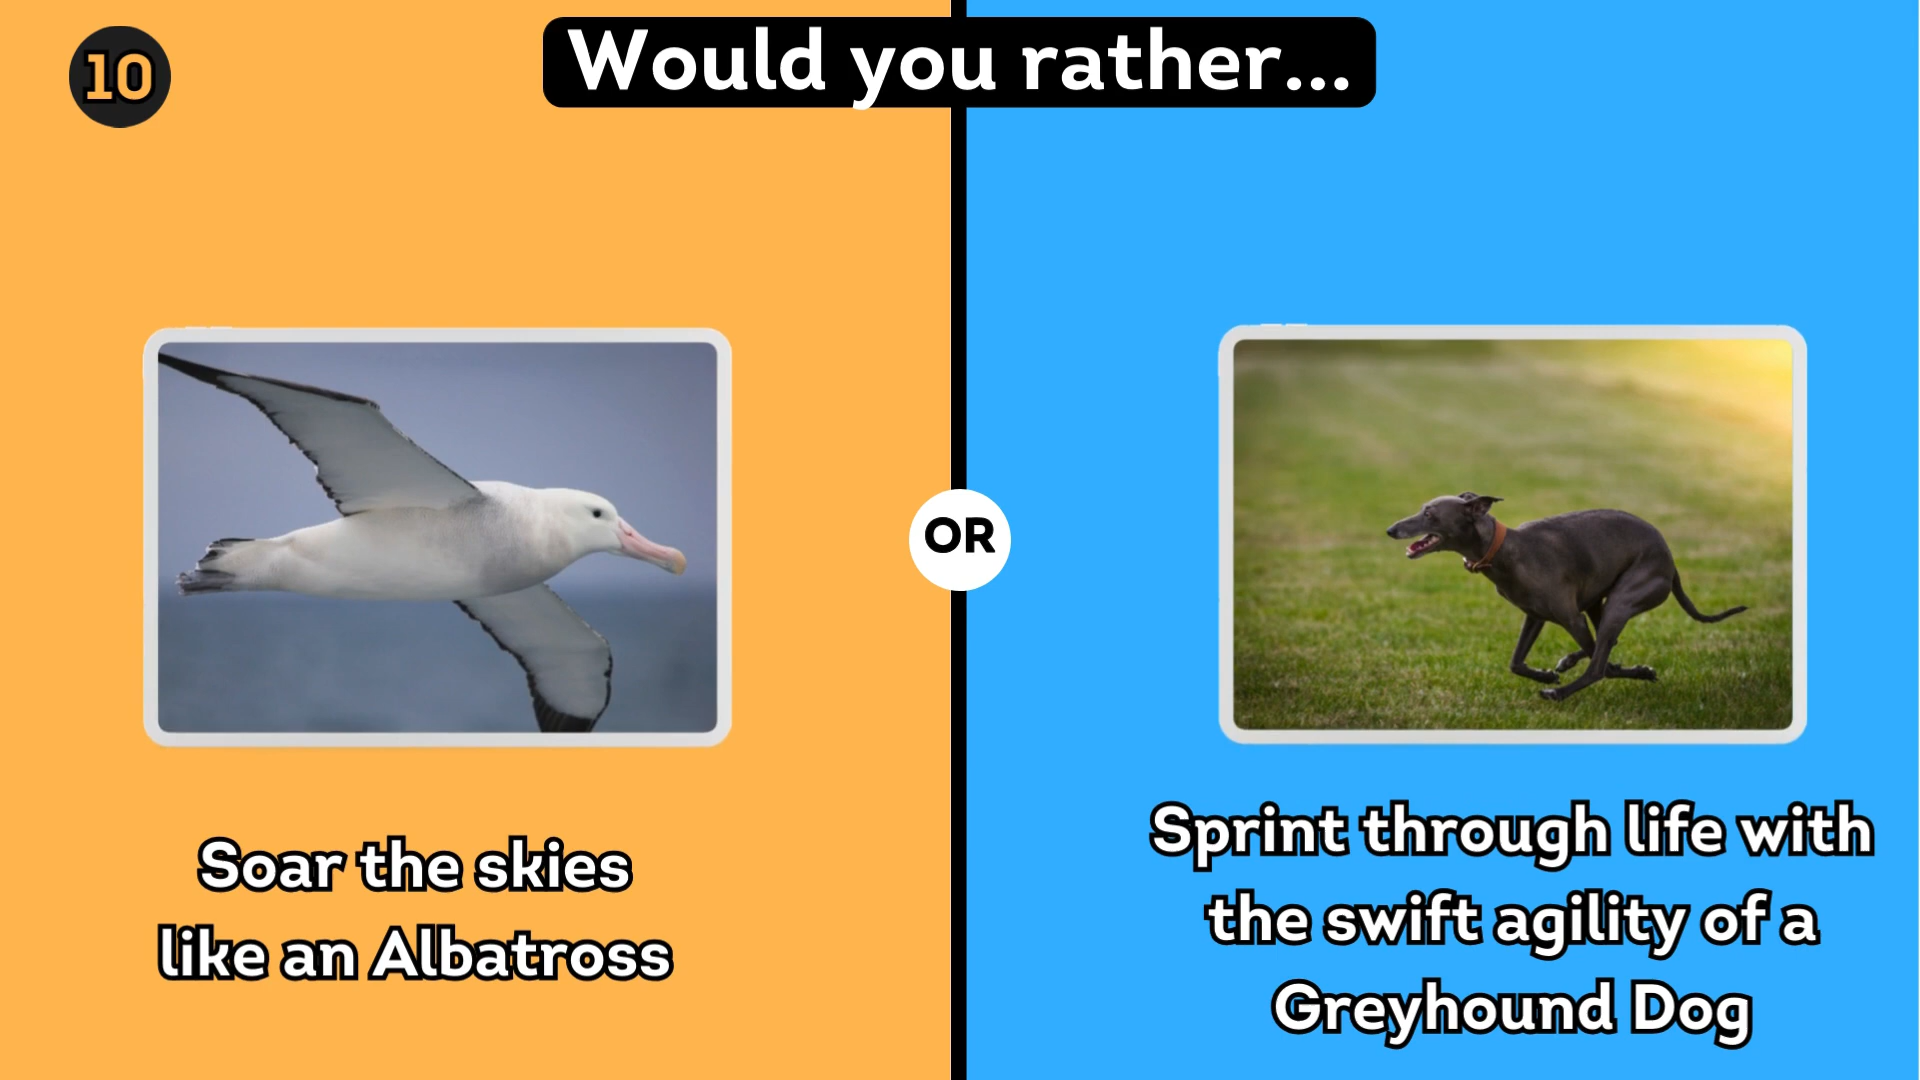 10
Would you rather...
OR
Soar the skies
like an Albatross
Sprint through life with
the swift agility of a
Greyhound Dog